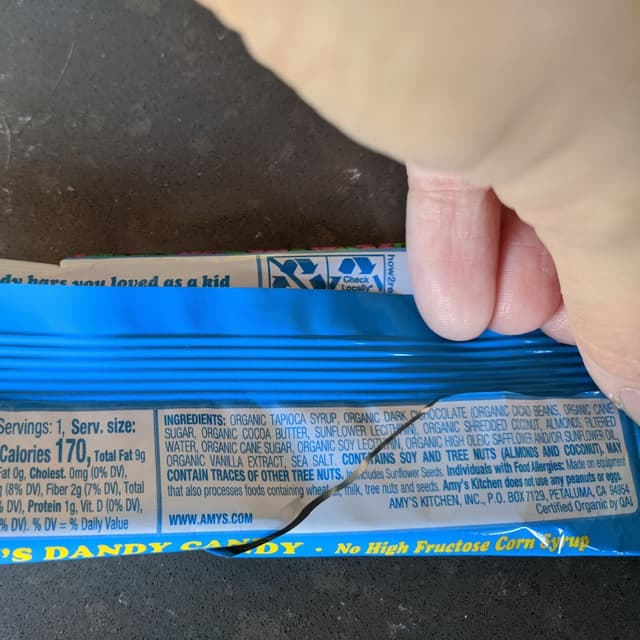 dy bars you loved as a kid
Check
Locally
how2r
Servings: 1, Serv. size:
Calories 170, Total Fat 9g
Fat 0g, Cholest. 0mg (0% DV),
(8% DV), Fiber 2g (7% DV), Total
DV), Protein 1g, Vit. D (0% DV),
% DV). % DV = % Daily Value
INGREDIENTS: ORGANIC TAPIOCA SYRUP, ORGANIC DARK CHOCOLATE (ORGANIC CACAO BEANS, ORGANIC CANE
SUGAR, ORGANIC COCOA BUTTER, SUNFLOWER LECITHIN), ORGANIC SHREDDED COCONUT, ALMONDS, FILTERED
WATER, ORGANIC CANE SUGAR, ORGANIC SOY LECITHIN, ORGANIC HIGH OLEIC SAFFLOWER AND/OR SUNFLOWER OIL,
ORGANIC VANILLA EXTRACT, SEA SALT. CONTAINS SOY AND TREE NUTS (ALMONDS AND COCONUT). MAY
CONTAIN TRACES OF OTHER TREE NUTS. Includes Sunflower Seeds. Individuals with Food Allergies: Made on equipment
that also processes foods containing wheat, milk, tree nuts and seeds. Amy's Kitchen does not use any peanuts or eggs.
AMY'S KITCHEN, INC., P.O. BOX 7129, PETALUMA, CA 94954
WWW.AMYS.COM
Certified Organic by QAI
'S DANDY CANDY · No High Fructose Corn Syrup